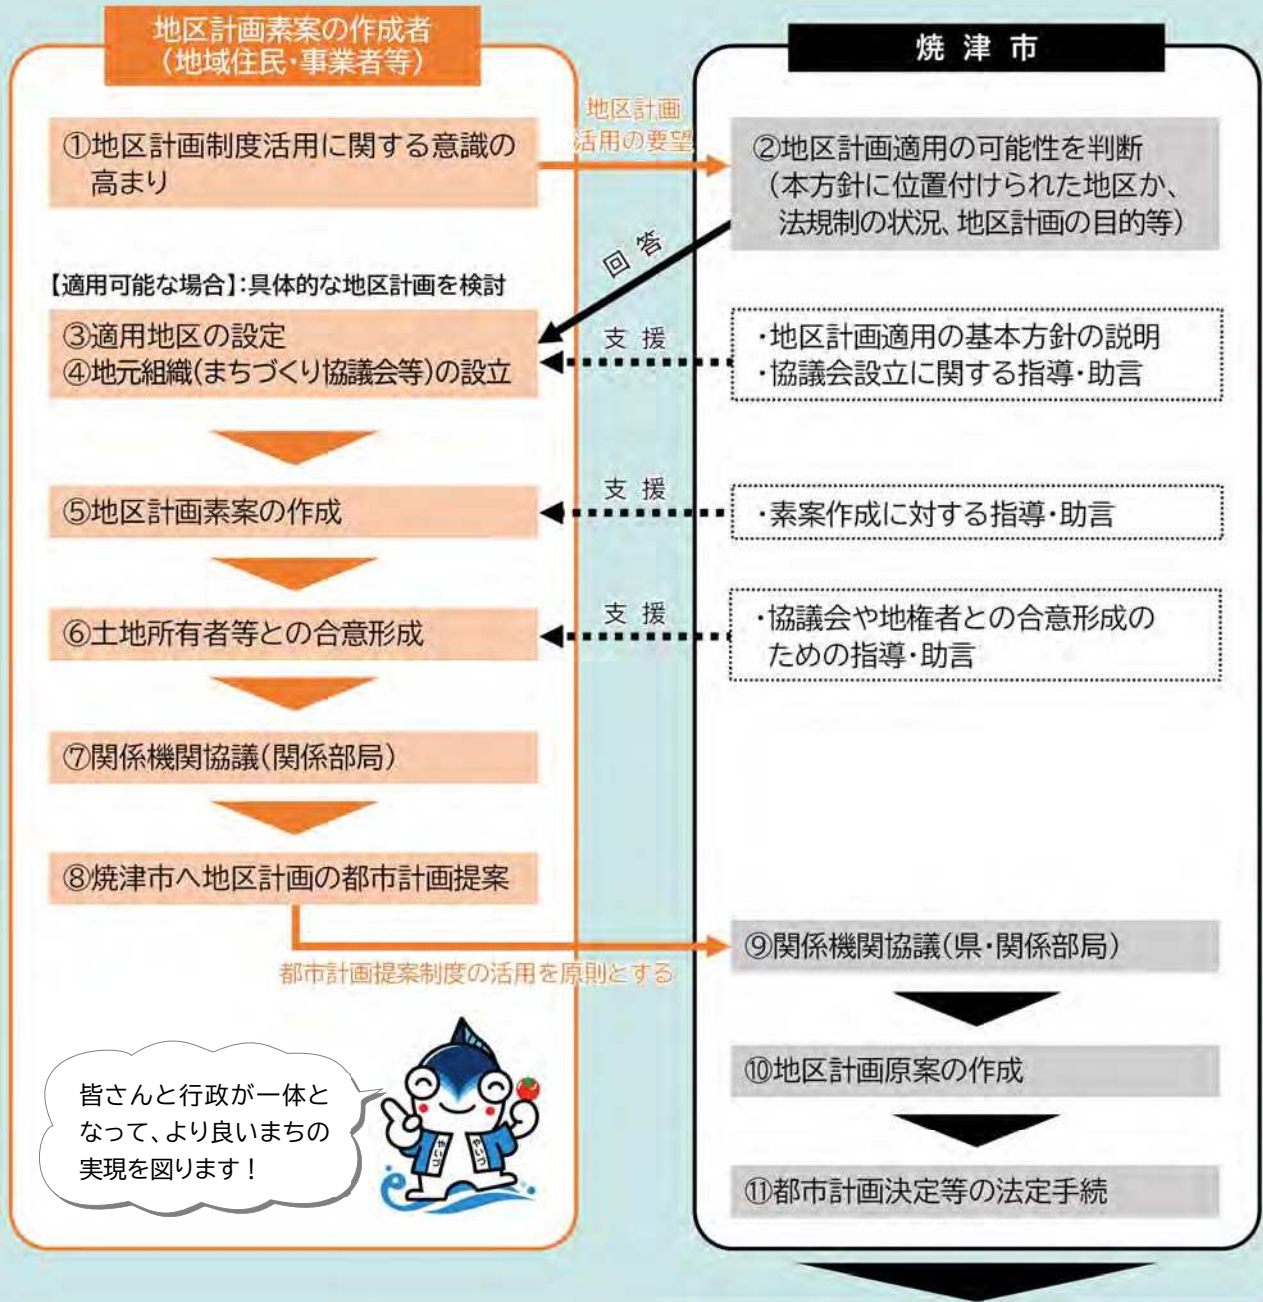 地区計画素案の作成者
（地域住民・事業者等）
焼津市
①地区計画制度活用に関する意識の
高まり
地区計画
活用の要望
②地区計画適用の可能性を判断
（本方針に位置付けられた地区か、
法規制の状況、地区計画の目的等）
回答
【適用可能な場合】：具体的な地区計画を検討
③適用地区の設定
④地元組織(まちづくり協議会等)の設立
支援
・地区計画適用の基本方針の説明
・協議会設立に関する指導・助言
⑤地区計画素案の作成
支援
・素案作成に対する指導・助言
⑥土地所有者等との合意形成
支援
・協議会や地権者との合意形成の
ための指導・助言
⑦関係機関協議（関係部局）
⑧焼津市へ地区計画の都市計画提案
都市計画提案制度の活用を原則とする
⑨関係機関協議（県・関係部局）
⑩地区計画原案の作成
⑪都市計画決定等の法定手続
皆さんと行政が一体と
なって、より良いまちの
実現を図ります！
やいづ
やいづ